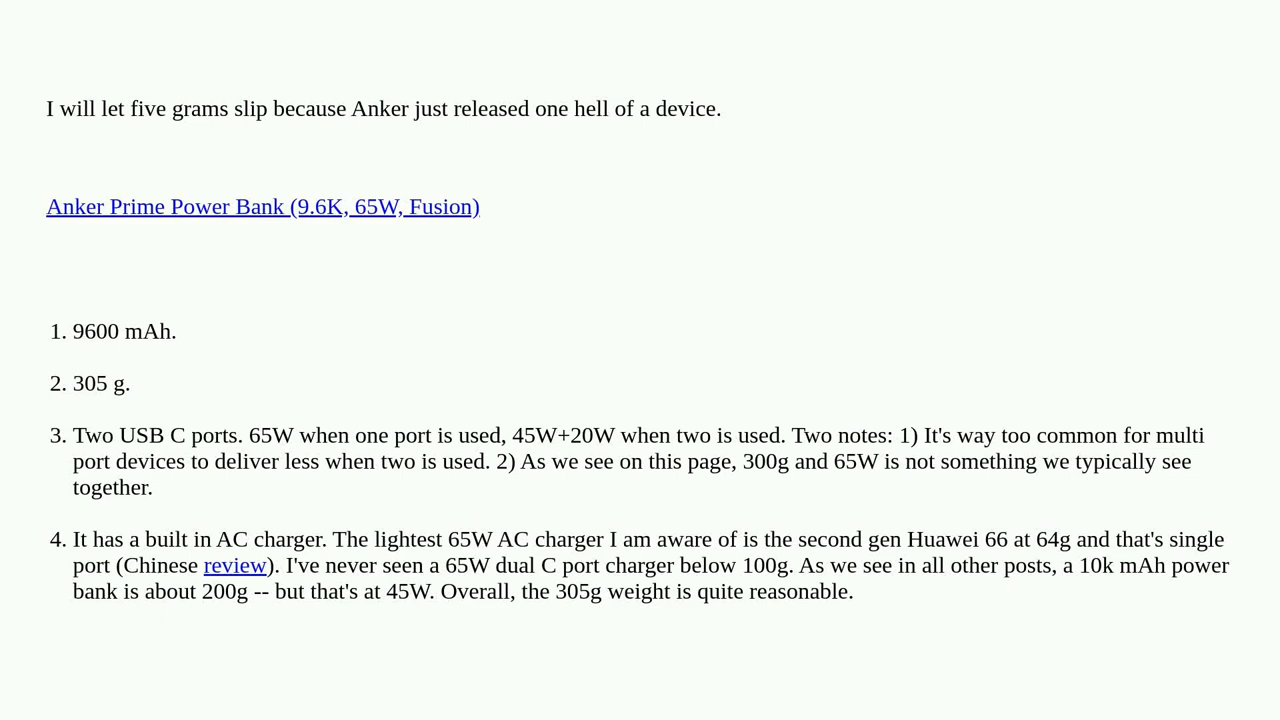 I will let five grams slip because Anker just released one hell of a device.
Anker Prime Power Bank (9.6K, 65W, Fusion)
1. 9600 mAh.
2. 305 g.
3. Two USB C ports. 65W when one port is used, 45W+20W when two is used. Two notes: 1) It's way too common for multi
port devices to deliver less when two is used. 2) As we see on this page, 300g and 65W is not something we typically see
together.
4. It has a built in AC charger. The lightest 65W AC charger I am aware of is the second gen Huawei 66 at 64g and that's single
port (Chinese review). I've never seen a 65W dual C port charger below 100g. As we see in all other posts, a 10k mAh power
bank is about 200g -- but that's at 45W. Overall, the 305g weight is quite reasonable.